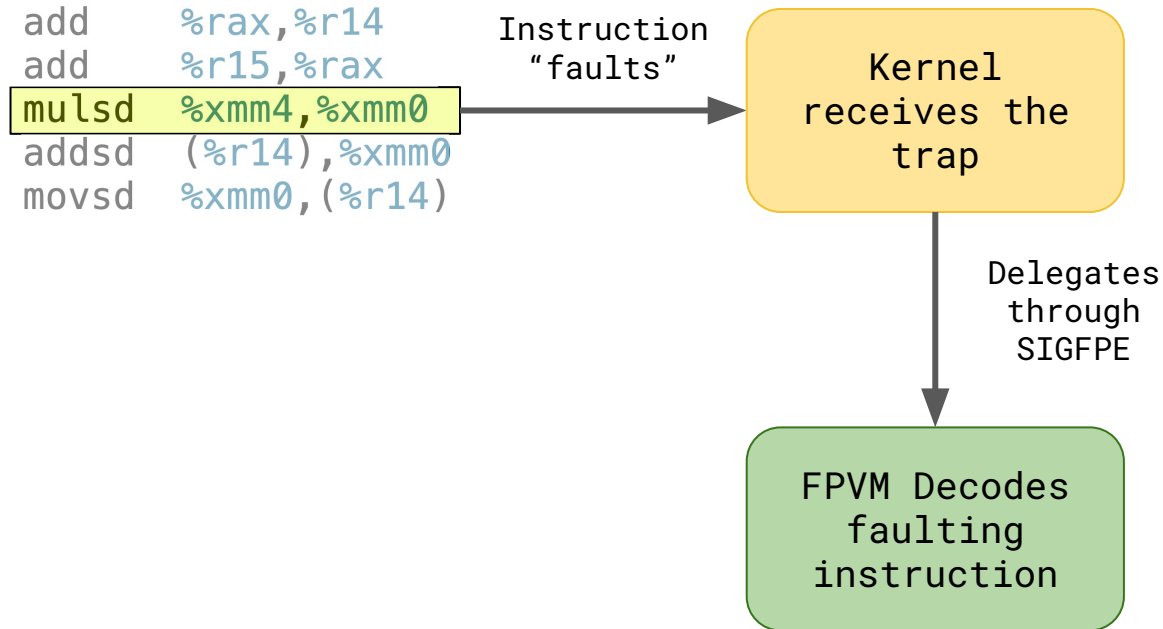 add %rax,%r14
add %r15,%rax
mulsd %xmm4,%xmm0
addsd (%r14),%xmm0
movsd %xmm0,(%r14)
Instruction
“faults”
Kernel
receives the
trap
Delegates
through
SIGFPE
FPVM Decodes
faulting
instruction